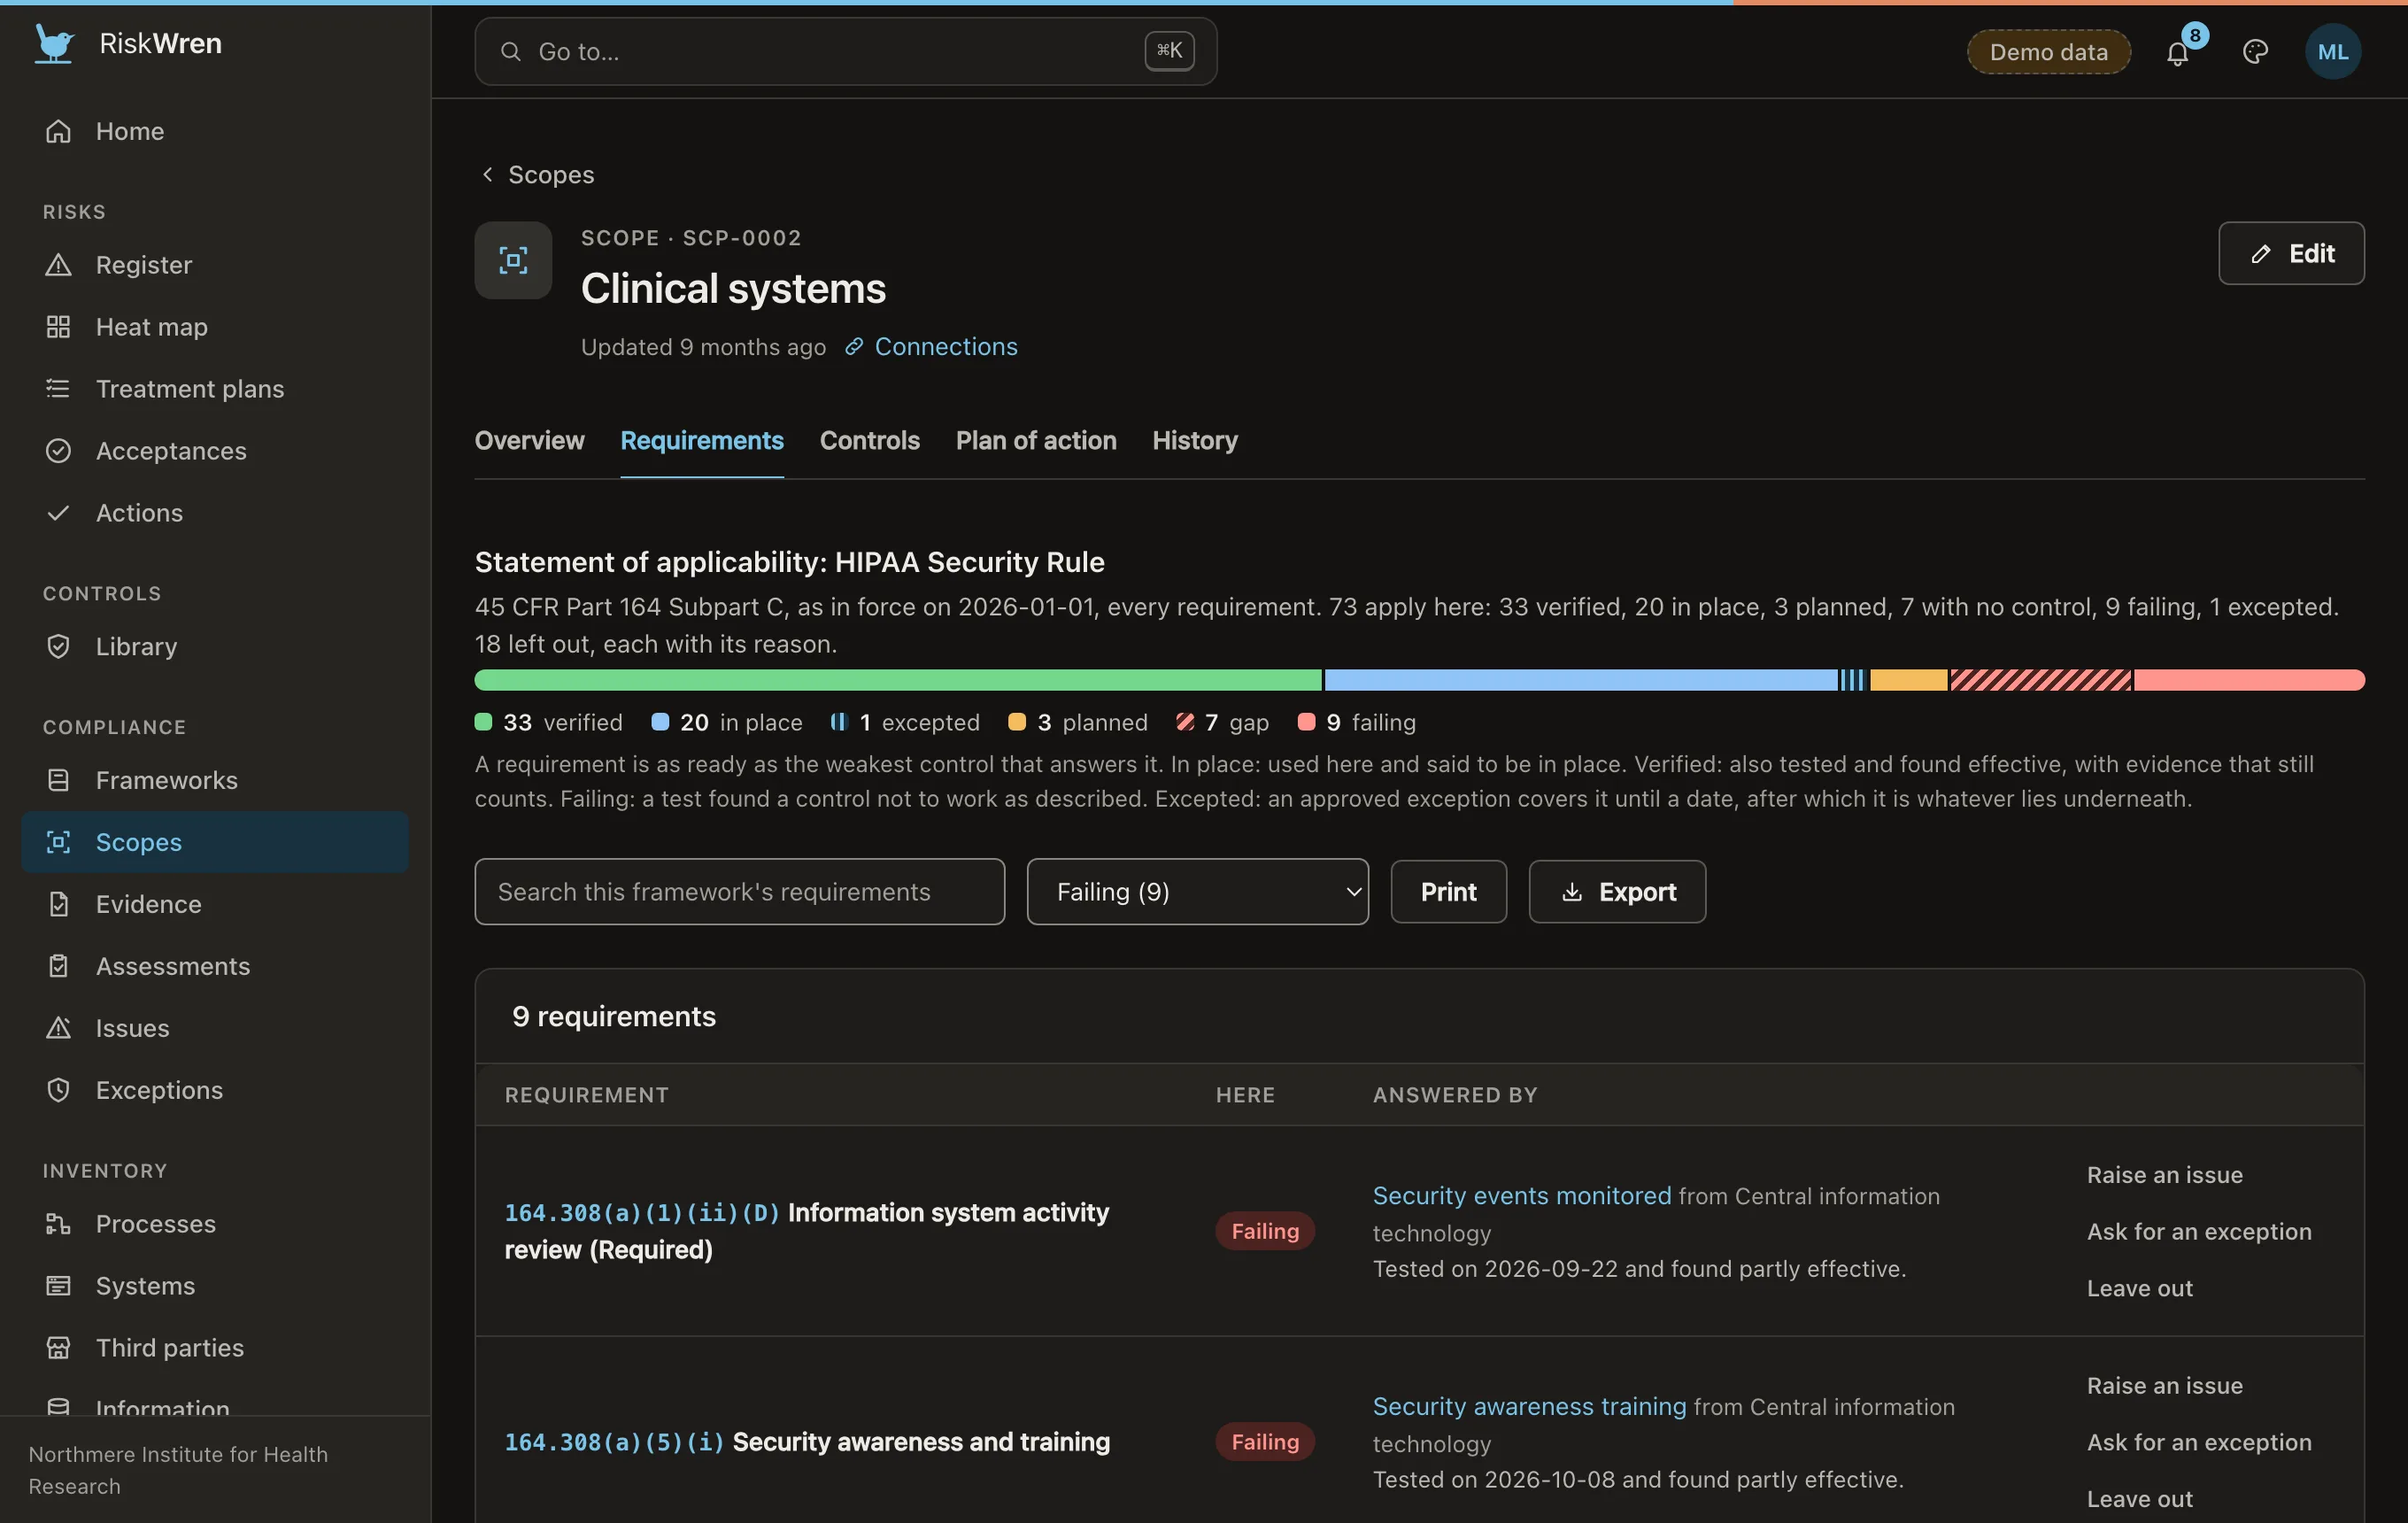 RiskWren
Go to...
⌘K
Demo data
8
ML
Home
RISKS
Register
Heat map
Treatment plans
Acceptances
Actions
CONTROLS
Library
COMPLIANCE
Frameworks
Scopes
Evidence
Assessments
Issues
Exceptions
INVENTORY
Processes
Systems
Third parties
Information
Northmere Institute for Health
Research
Scopes
SCOPE · SCP-0002
Clinical systems
Updated 9 months ago Connections
Edit
Overview Requirements Controls Plan of action History
Statement of applicability: HIPAA Security Rule
45 CFR Part 164 Subpart C, as in force on 2026-01-01, every requirement. 73 apply here: 33 verified, 20 in place, 3 planned, 7 with no control, 9 failing, 1 excepted.
18 left out, each with its reason.
33 verified 20 in place 1 excepted 3 planned 7 gap 9 failing
A requirement is as ready as the weakest control that answers it. In place: used here and said to be in place. Verified: also tested and found effective, with evidence that still
counts. Failing: a test found a control not to work as described. Excepted: an approved exception covers it until a date, after which it is whatever lies underneath.
Search this framework's requirements
Failing (9)
Print
Export
9 requirements
REQUIREMENT HERE ANSWERED BY
164.308(a)(1)(ii)(D) Information system activity
review (Required)
Failing
Security events monitored from Central information
technology
Tested on 2026-09-22 and found partly effective.
Raise an issue
Ask for an exception
Leave out
164.308(a)(5)(i) Security awareness and training
Failing
Security awareness training from Central information
technology
Tested on 2026-10-08 and found partly effective.
Raise an issue
Ask for an exception
Leave out